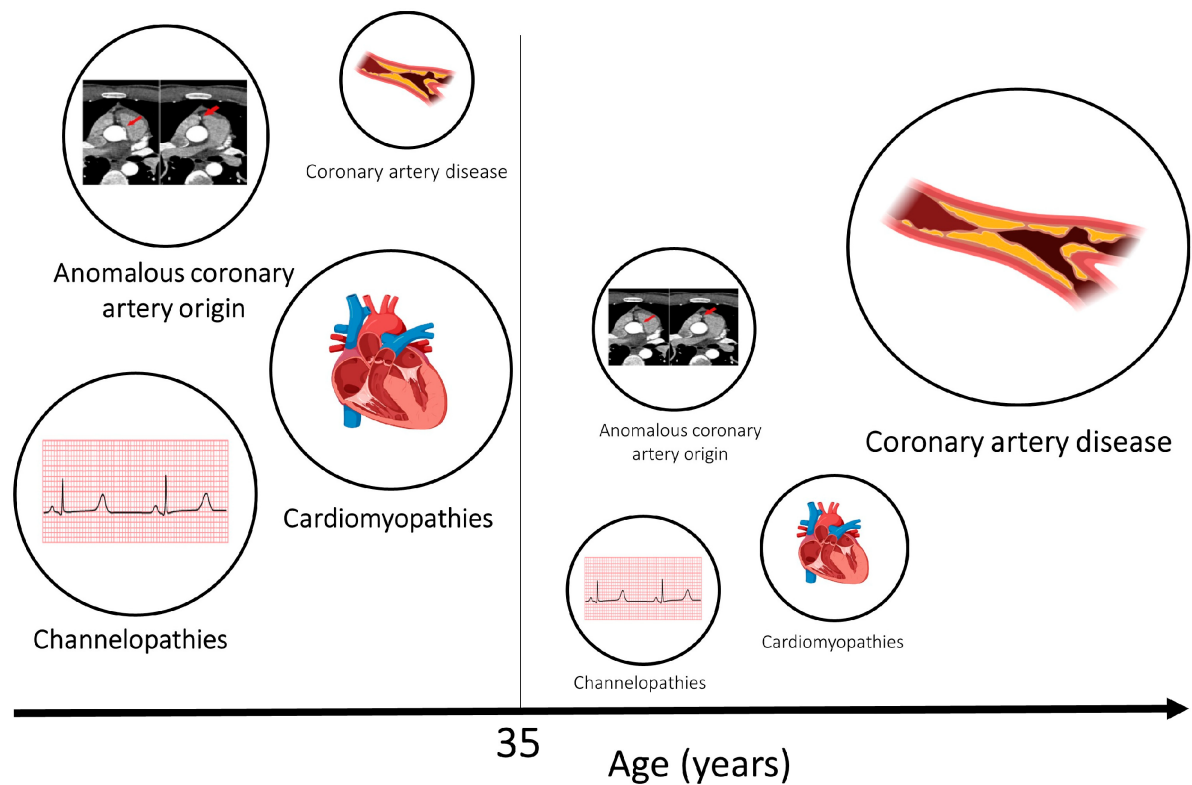 Coronary artery disease
Anomalous coronary
artery origin
Cardiomyopathies
Channelopathies
Anomalous coronary
artery origin
Coronary artery disease
Cardiomyopathies
Channelopathies
35
Age (years)